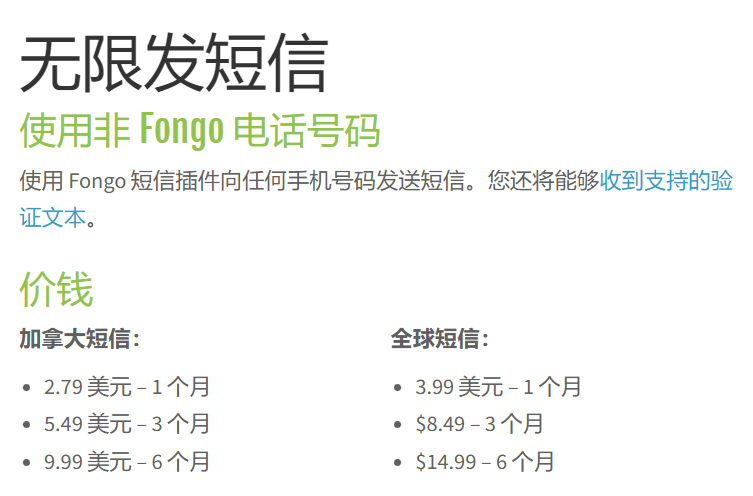 无限发短信
使用非 Fongo 电话号码
使用 Fongo 短信插件向任何手机号码发送短信。您还将能够收到支持的验
证文本。
价钱
加拿大短信：
• 2.79 美元 – 1 个月
• 5.49 美元 – 3 个月
• 9.99 美元 – 6 个月
全球短信：
• 3.99 美元 – 1 个月
• $8.49 – 3 个月
• $14.99 – 6 个月